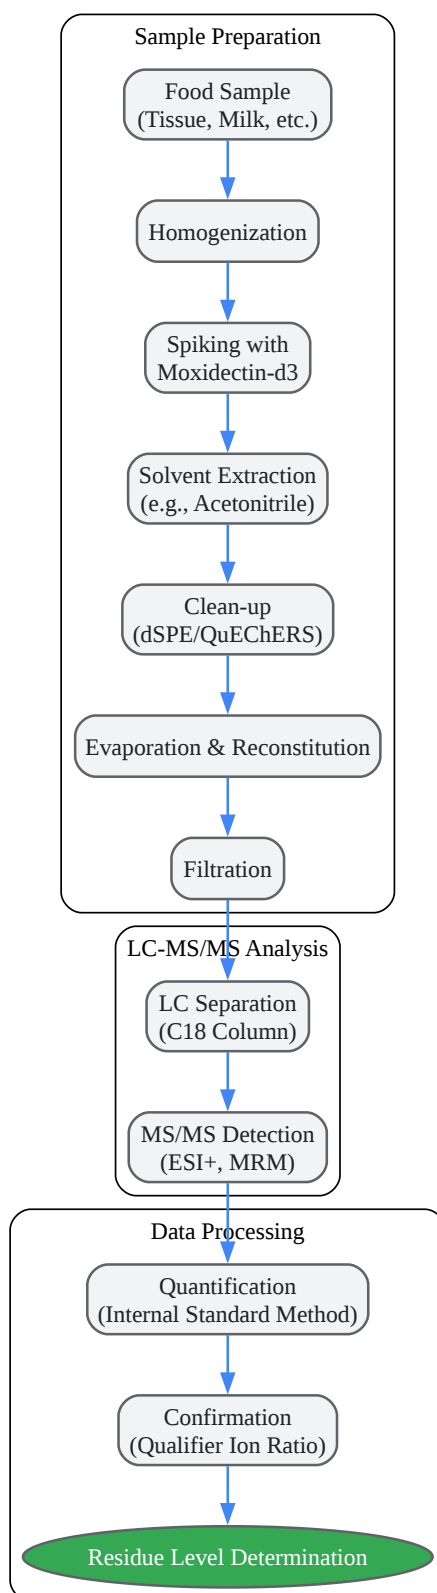 Sample Preparation
Food Sample
(Tissue, Milk, etc.)
Homogenization
Spiking with
Moxidectin-d3
Solvent Extraction
(e.g., Acetonitrile)
Clean-up
(dSPE/QuEChERS)
Evaporation & Reconstitution
Filtration
LC-MS/MS Analysis
LC Separation
(C18 Column)
MS/MS Detection
(ESI+, MRM)
Data Processing
Quantification
(Internal Standard Method)
Confirmation
(Qualifier Ion Ratio)
Residue Level Determination